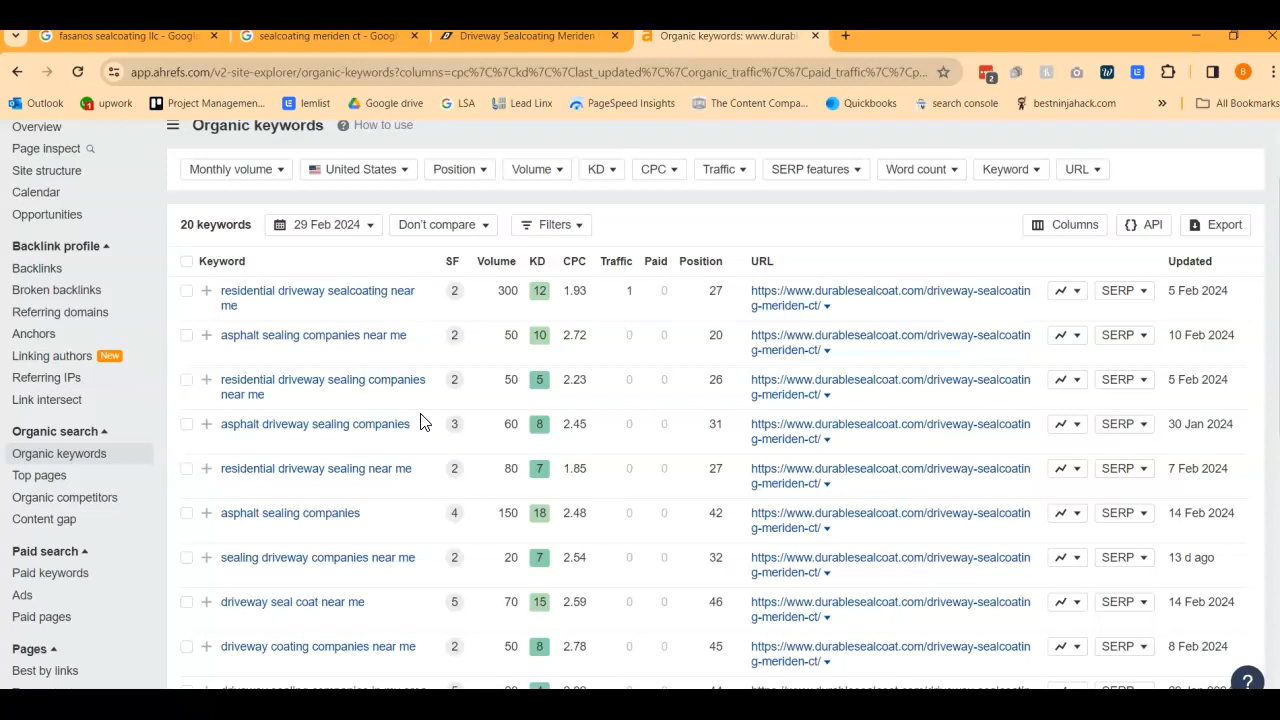 fasanos sealcoating llc - Googl
sealcoating meriden ct - Google
Driveway Sealcoating Meriden
Organic keywords: www.durabl
app.ahrefs.com/v2-site-explorer/organic-keywords?columns=cpc%7C%7Ckd%7C%7Clast_updated%7C%7Corganic_traffic%7C%7Cpaid_traffic%7C%7Cp...
2
B
Outlook
1
upwork
Project Managemen...
lemlist
Google drive
LSA
Lead Linx
PageSpeed Insights
The Content Compa...
Quickbooks
search console
bestninjahack.com
»
All Bookmarks
Overview
Page inspect
Site structure
Calendar
Opportunities
Backlink profile
Backlinks
Broken backlinks
Referring domains
Anchors
Linking authors New
Referring IPs
Link intersect
Organic search
Organic keywords
Top pages
Organic competitors
Content gap
Paid search
Paid keywords
Ads
Paid pages
Pages
Best by links
Organic keywords ? How to use
Monthly volume United States Position Volume KD CPC Traffic SERP features Word count Keyword URL
20 keywords 29 Feb 2024 Don't compare Filters Columns {} API Export
Keyword SF Volume KD CPC Traffic Paid Position URL Updated
residential driveway sealcoating near 2 300 12 1.93 1 0 27 https://www.durablesealcoat.com/driveway-sealcoatin SERP 5 Feb 2024
me g-meriden-ct/
asphalt sealing companies near me 2 50 10 2.72 0 0 20 https://www.durablesealcoat.com/driveway-sealcoatin SERP 10 Feb 2024
g-meriden-ct/
residential driveway sealing companies 2 50 5 2.23 0 0 26 https://www.durablesealcoat.com/driveway-sealcoatin SERP 5 Feb 2024
near me g-meriden-ct/
asphalt driveway sealing companies 3 60 8 2.45 0 0 31 https://www.durablesealcoat.com/driveway-sealcoatin SERP 30 Jan 2024
g-meriden-ct/
residential driveway sealing near me 2 80 7 1.85 0 0 27 https://www.durablesealcoat.com/driveway-sealcoatin SERP 7 Feb 2024
g-meriden-ct/
asphalt sealing companies 4 150 18 2.48 0 0 42 https://www.durablesealcoat.com/driveway-sealcoatin SERP 14 Feb 2024
g-meriden-ct/
sealing driveway companies near me 2 20 7 2.54 0 0 32 https://www.durablesealcoat.com/driveway-sealcoatin SERP 13 d ago
g-meriden-ct/
driveway seal coat near me 5 70 15 2.59 0 0 46 https://www.durablesealcoat.com/driveway-sealcoatin SERP 14 Feb 2024
g-meriden-ct/
driveway coating companies near me 2 50 8 2.78 0 0 45 https://www.durablesealcoat.com/driveway-sealcoatin SERP 8 Feb 2024
g-meriden-ct/
?